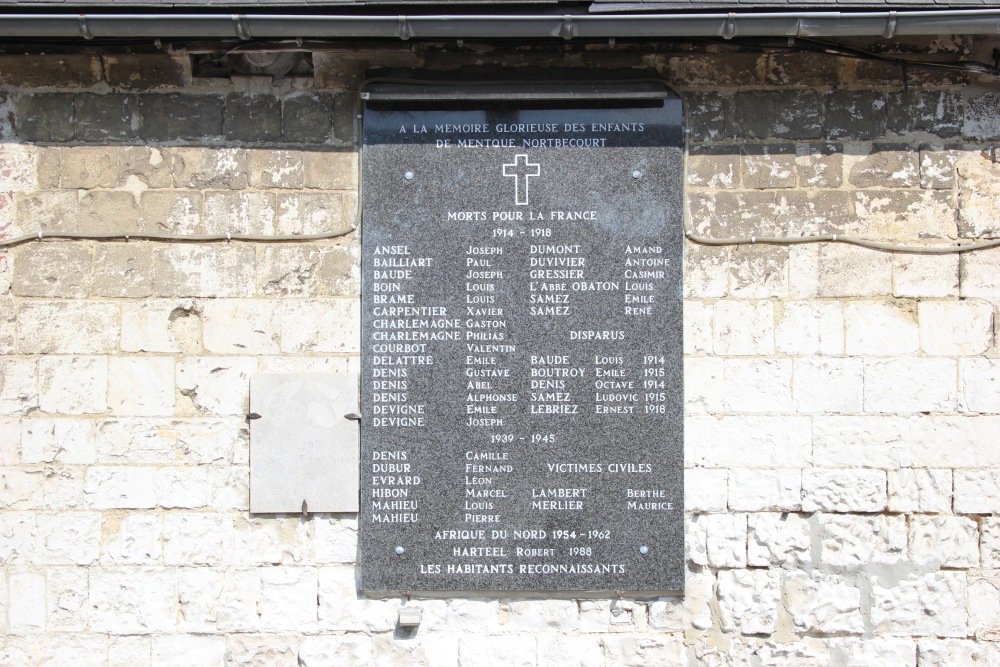 A LA MEMOIRE GLORIEUSE DES ENFANTS
DE MENTQUE NORTBECOURT
MORTS POUR LA FRANCE
1914 - 1918
ANSEL JOSEPH DUMONT AMAND
BAILLIART PAUL DUVIVIER ANTOINE
BAUDE JOSEPH GRESSIER CASIMIR
BOIN LOUIS L'ABBÉ OBATON LOUIS
BRAME LOUIS SAMEZ EMILE
CARPENTIER XAVIER SAMEZ RENÉ
CHARLEMAGNE GASTON
CHARLEMAGNE PHILIAS DISPARUS
COURBOT VALENTIN
DELATTRE EMILE BAUDE LOUIS 1914
DENIS GUSTAVE BOUTROY EMILE 1915
DENIS ABEL DENIS OCTAVE 1914
DENIS ALPHONSE SAMEZ LUDOVIC 1915
DEVIGNE EMILE LEBRIEZ ERNEST 1918
DEVIGNE JOSEPH
1939 - 1945
DENIS CAMILLE
DUBUR FERNAND VICTIMES CIVILES
EVRARD LÉON
HIBON MARCEL LAMBERT BERTHE
MAHIEU LOUIS MERLIER MAURICE
MAHIEU PIERRE
AFRIQUE DU NORD 1954 - 1962
HARTEEL ROBERT 1988
LES HABITANTS RECONNAISSANTS